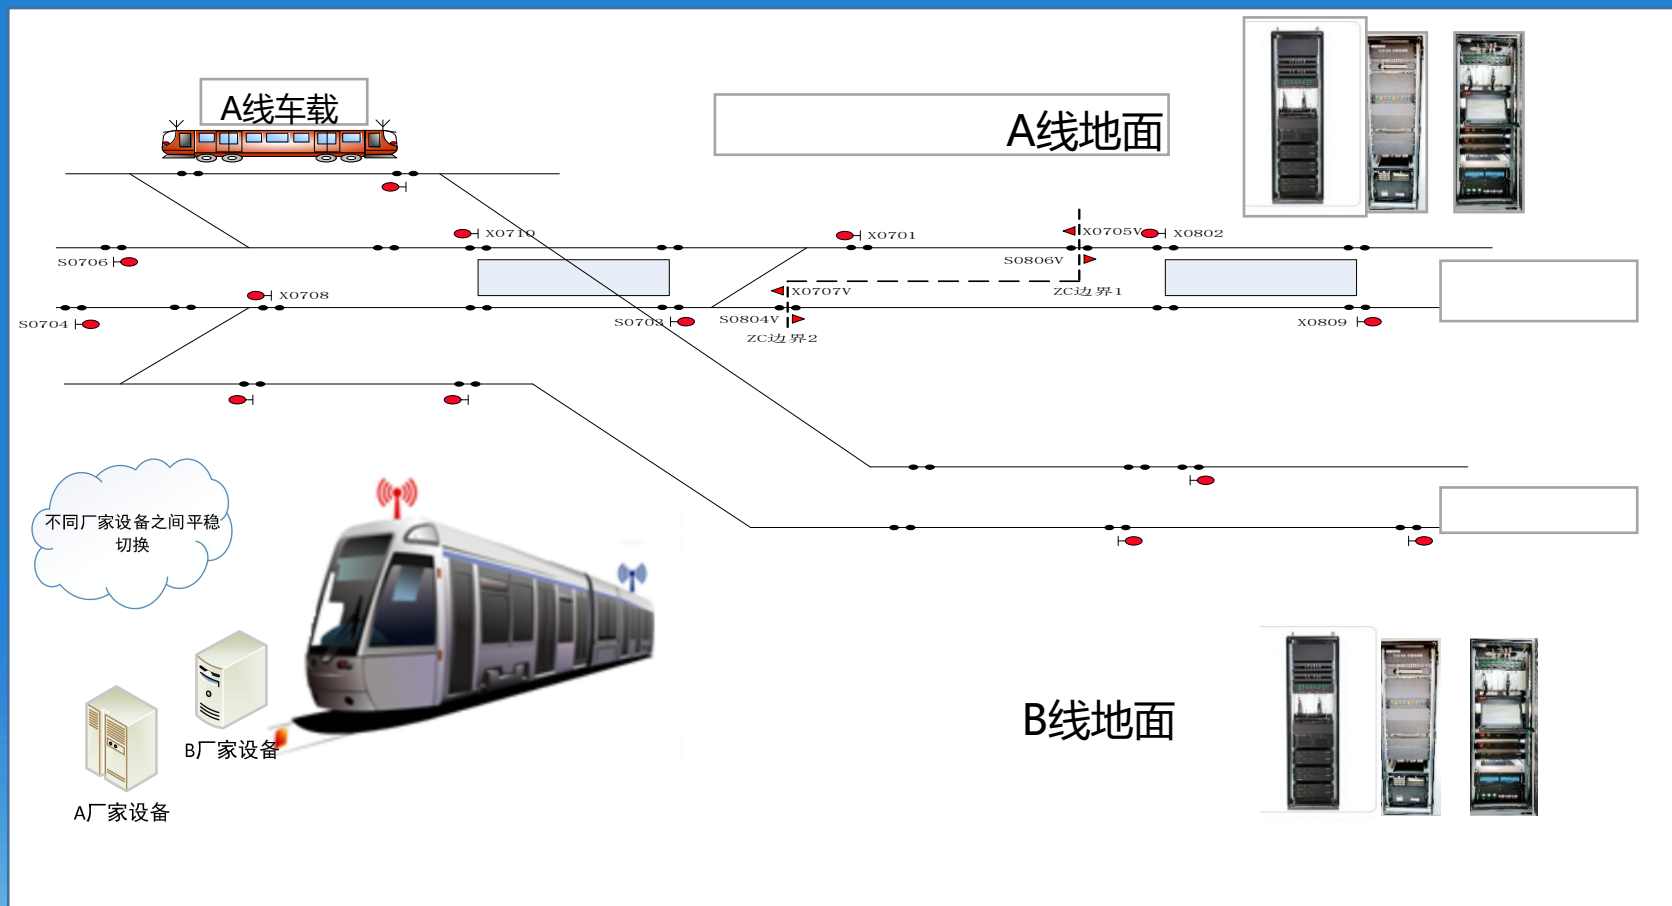 A线车载
A线地面
X0710
X0701
X0705V
X0802
S0706
S0806V
X0708
X0707V
ZC边界1
S0704
S0703
S0804V
X0809
ZC边界2
不同厂家设备之间平稳
切换
B线地面
B厂家设备
A厂家设备